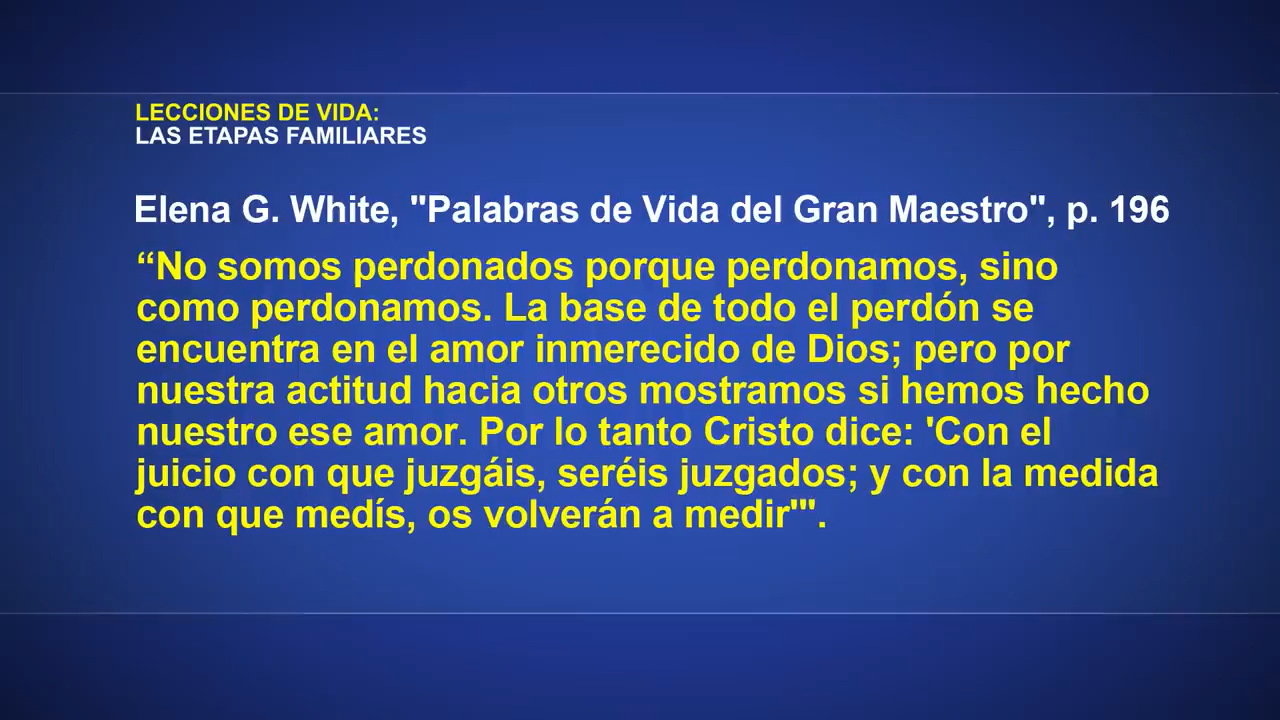 LECCIONES DE VIDA:
LAS ETAPAS FAMILIARES
Elena G. White, "Palabras de Vida del Gran Maestro", p. 196
“No somos perdonados porque perdonamos, sino
como perdonamos. La base de todo el perdón se
encuentra en el amor inmerecido de Dios; pero por
nuestra actitud hacia otros mostramos si hemos hecho
nuestro ese amor. Por lo tanto Cristo dice: 'Con el
juicio con que juzgáis, seréis juzgados; y con la medida
con que medís, os volverán a medir'".